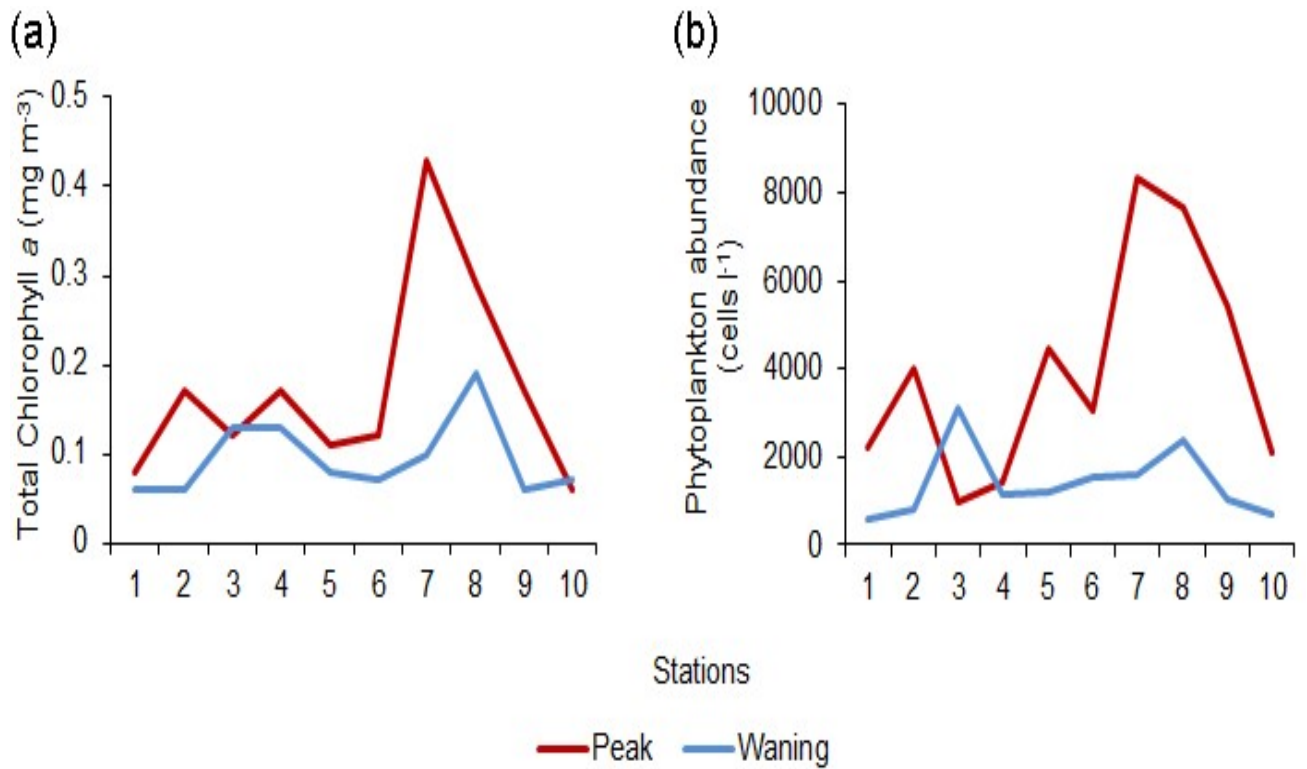 (a)
Total Chlorophyll a (mg m-3)
0.5
0.4
0.3
0.2
0.1
0
1 2 3 4 5 6 7 8 9 10
(b)
Phytoplankton abundance
(cells l-1)
10000
8000
6000
4000
2000
0
1 2 3 4 5 6 7 8 9 10
Stations
Peak Waning